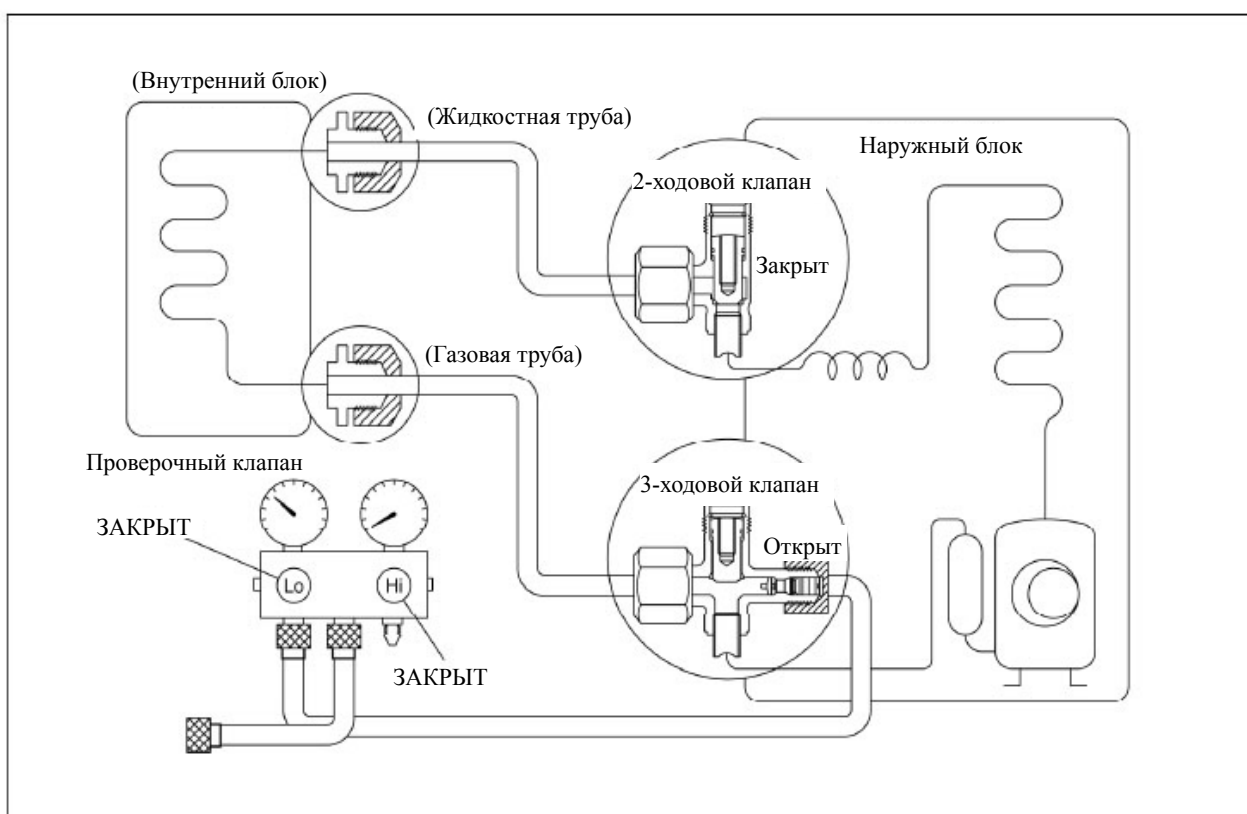 (Внутренний блок)
(Жидкостная труба)
Наружный блок
2-ходовой клапан
Закрыт
(Газовая труба)
Проверочный клапан
ЗАКРЫТ
3-ходовой клапан
Открыт
Lo
Hi
ЗАКРЫТ